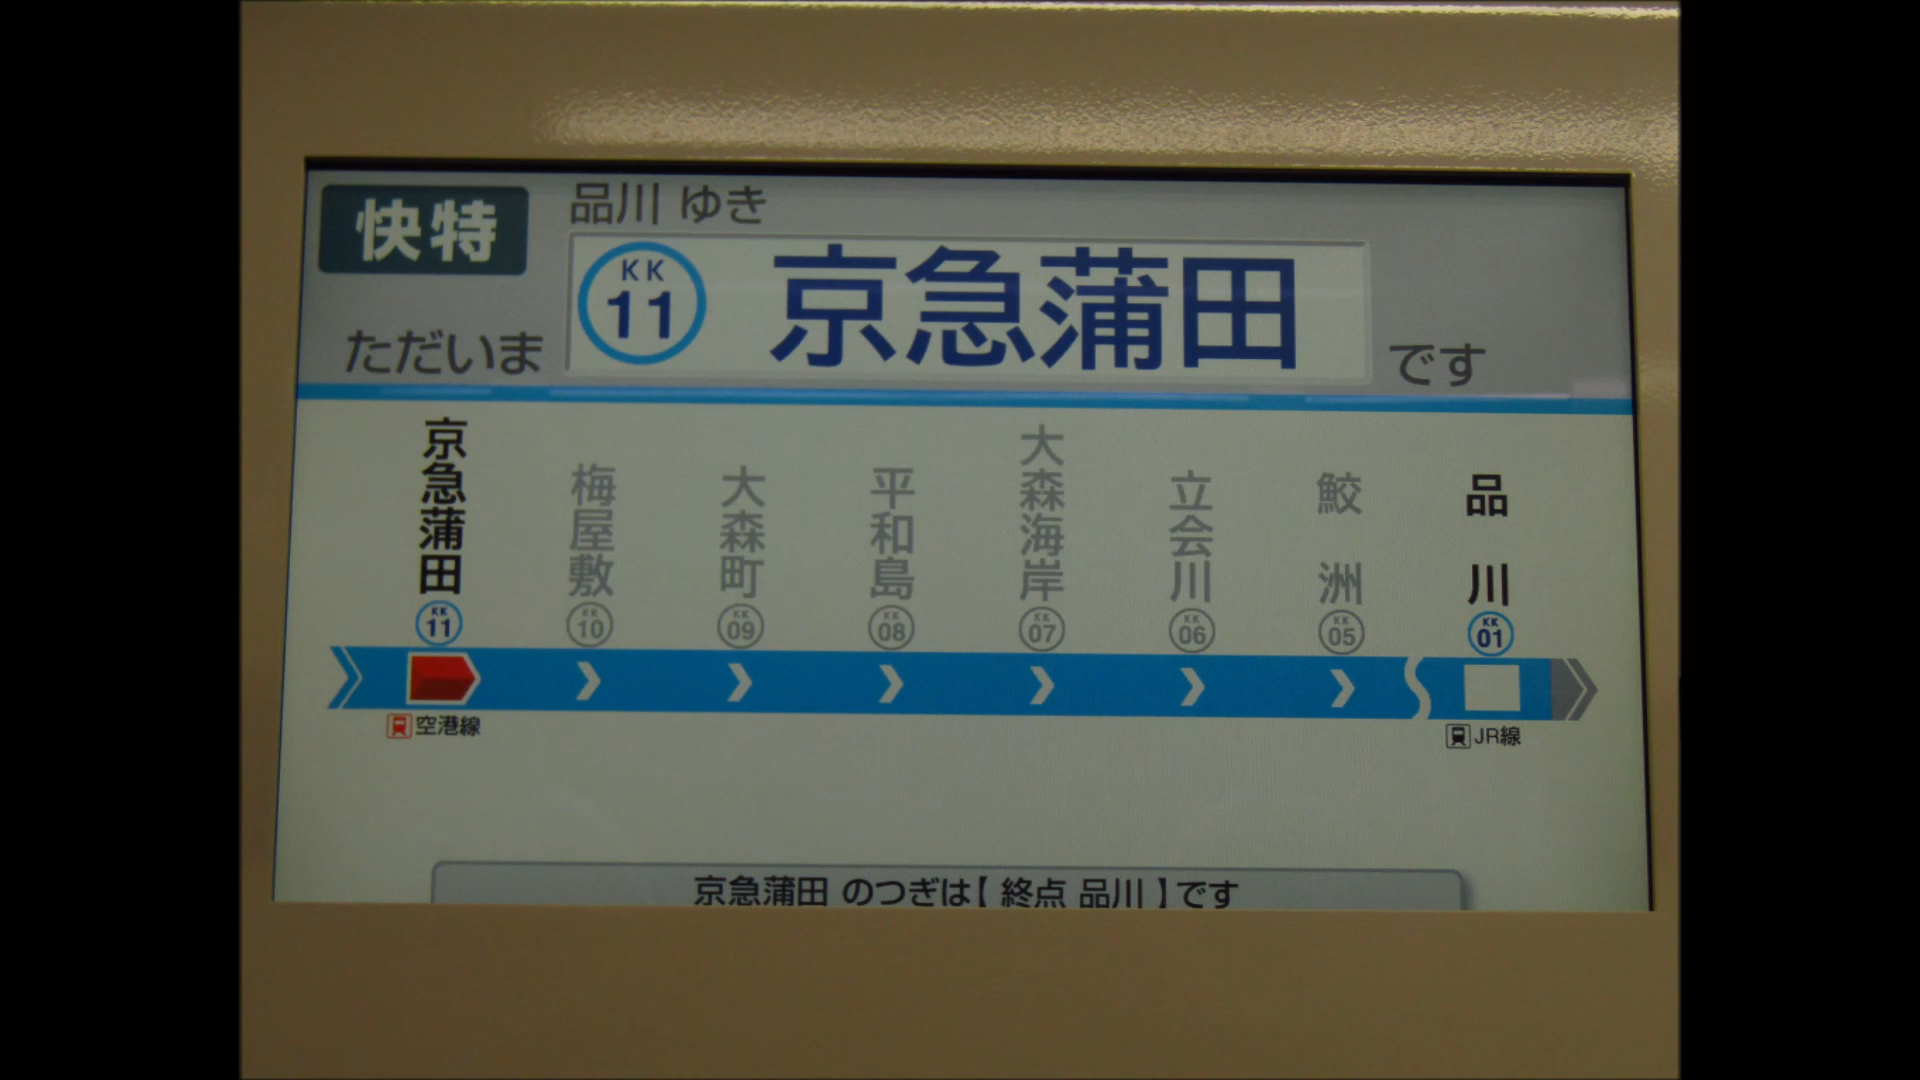 快特
品川 ゆき
KK
11
京急蒲田
ただいま
です
京急蒲田
KK
11
梅屋敷
KK
10
大森町
KK
09
平和島
KK
08
大森海岸
KK
07
立会川
KK
06
鮫洲
KK
05
品川
KK
01
空港線
JR線
京急蒲田 のつぎは【 終点 品川 】です